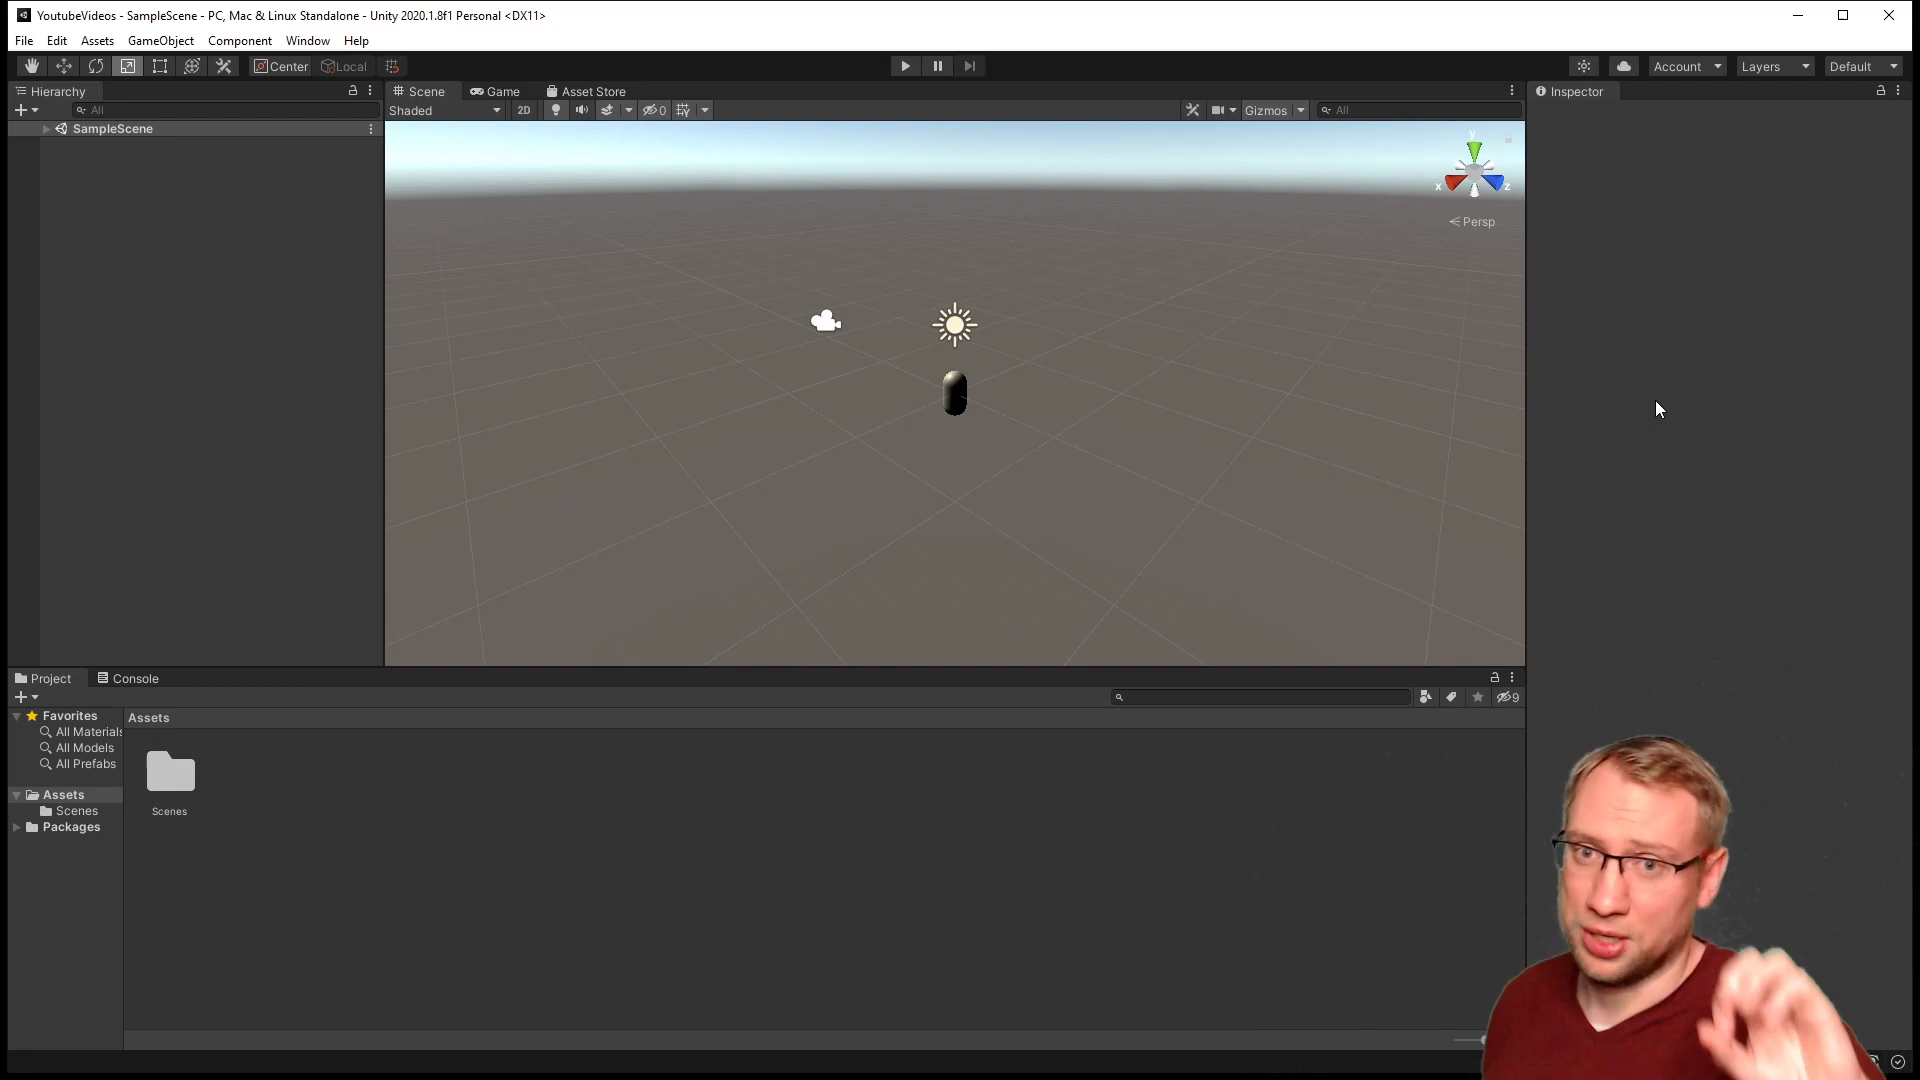 YoutubeVideos - SampleScene - PC, Mac & Linux Standalone - Unity 2020.1.8f1 Personal <DX11>
File Edit Assets GameObject Component Window Help
Center Local Account Layers Default
Hierarchy Scene Game Asset Store Inspector
All Shaded 2D 0 Gizmos All
SampleScene
y
x z
Persp
Project Console
9
Favorites Assets
All Materials
All Models
All Prefabs
Assets
Scenes Scenes
Packages